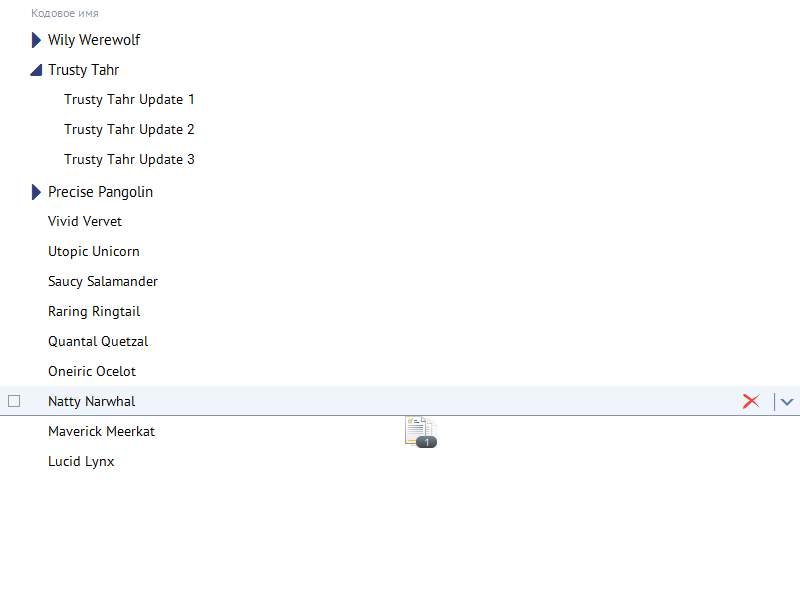 Кодовое имя
Wily Werewolf
Trusty Tahr
Trusty Tahr Update 1
Trusty Tahr Update 2
Trusty Tahr Update 3
Precise Pangolin
Vivid Vervet
Utopic Unicorn
Saucy Salamander
Raring Ringtail
Quantal Quetzal
Oneiric Ocelot
Natty Narwhal
Maverick Meerkat
1
Lucid Lynx